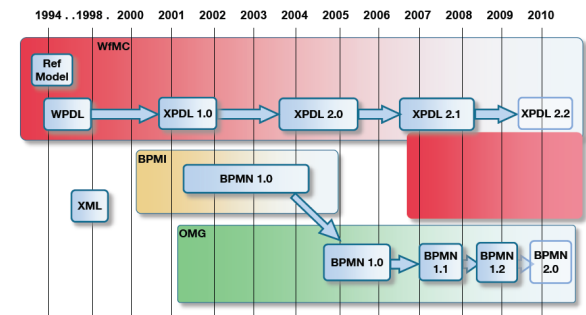 1994 . . 1998 . 2000 2001 2002 2003 2004 2005 2006 2007 2008 2009 2010
WfMC
Ref
Model
WPDL XPDL 1.0 XPDL 2.0 XPDL 2.1 XPDL 2.2
BPMI
BPMN 1.0
XML
OMG
BPMN 1.0
BPMN
1.1
BPMN
1.2
BPMN
2.0